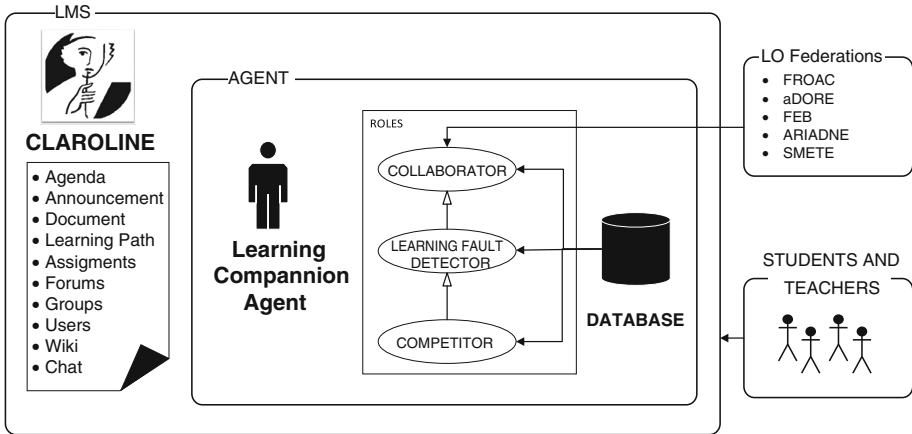 LMS
CLAROLINE
• Agenda
• Announcement
• Document
• Learning Path
• Assigments
• Forums
• Groups
• Users
• Wiki
• Chat
AGENT
Learning
Compannion
Agent
ROLES
COLLABORATOR
LEARNING FAULT
DETECTOR
COMPETITOR
DATABASE
LO Federations
• FROAC
• aDORE
• FEB
• ARIADNE
• SMETE
STUDENTS AND
TEACHERS